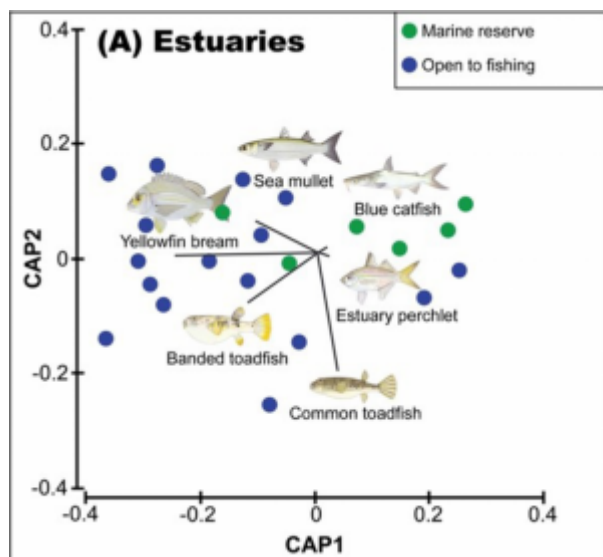 (A) Estuaries
Marine reserve
Open to fishing
0.4
0.2
0
-0.2
-0.4
CAP2
Sea mullet
Blue catfish
Yellowfin bream
Estuary perchlet
Banded toadfish
Common toadfish
-0.4
-0.2
0
0.2
0.4
CAP1